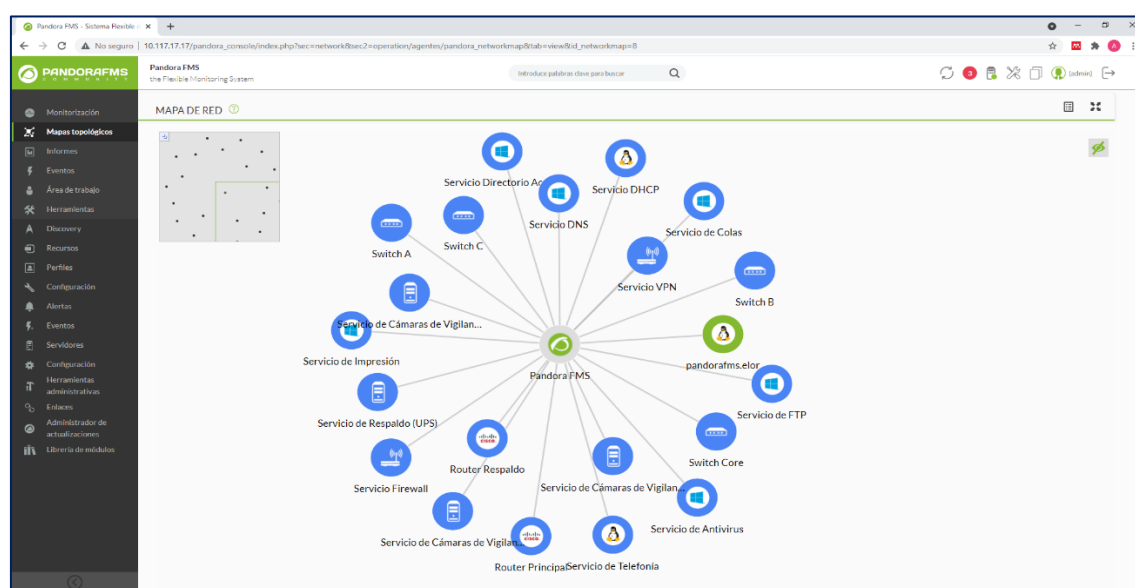 Pandora FMS - Sistema Flexible
No seguro | 10.117.17.17/pandora_console/index.php?sec=network&sec2=operation/agentes/pandora_networkmap&tab=view&id_networkmap=8
PANDORAFMS
COMMUNITY
Pandora FMS
the Flexible Monitoring System
Introduce palabras clave para buscar
3
(admin)
Monitorización
Mapas topológicos
Informes
Eventos
Área de trabajo
Herramientas
Discovery
Recursos
Perfiles
Configuración
Alertas
Eventos
Servidores
Configuración
Herramientas
administrativas
Enlaces
Administrador de
actualizaciones
Librería de módulos
MAPA DE RED
Servicio Directorio Ac
Servicio DHCP
Servicio DNS
Servicio de Colas
Switch A
Switch C
Servicio VPN
Switch B
Servicio de Cámaras de Vigilan...
Servicio de Impresión
Pandora FMS
pandorafms.elor
Servicio de FTP
Servicio de Respaldo (UPS)
Switch Core
cisco
Router Respaldo
Servicio Firewall
Servicio de Cámaras de Vigilan...
Servicio de Antivirus
Servicio de Cámaras de Vigilan...
cisco
Router Principal
Servicio de Telefonía